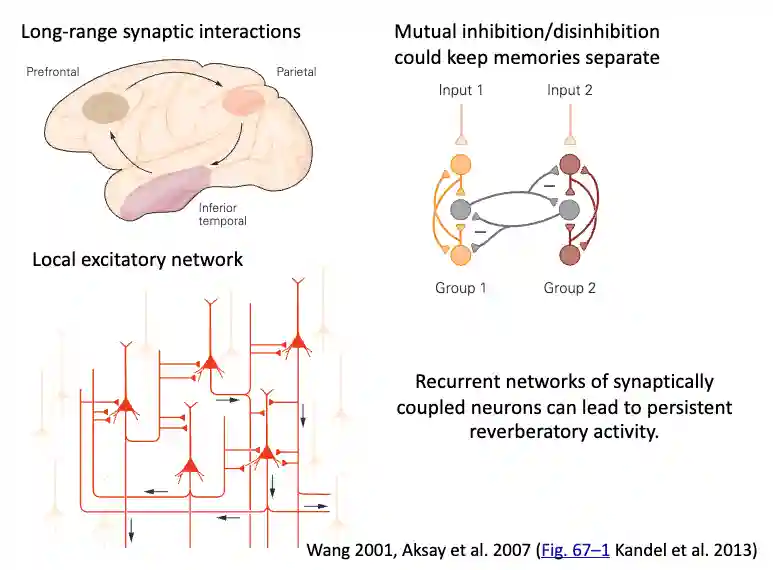 Long-range synaptic interactions
Prefrontal
Parietal
Inferior
temporal
Mutual inhibition/disinhibition
could keep memories separate
Input 1
Input 2
–
–
Group 1
Group 2
Local excitatory network
Recurrent networks of synaptically
coupled neurons can lead to persistent
reverberatory activity.
Wang 2001, Aksay et al. 2007 (Fig. 67–1 Kandel et al. 2013)